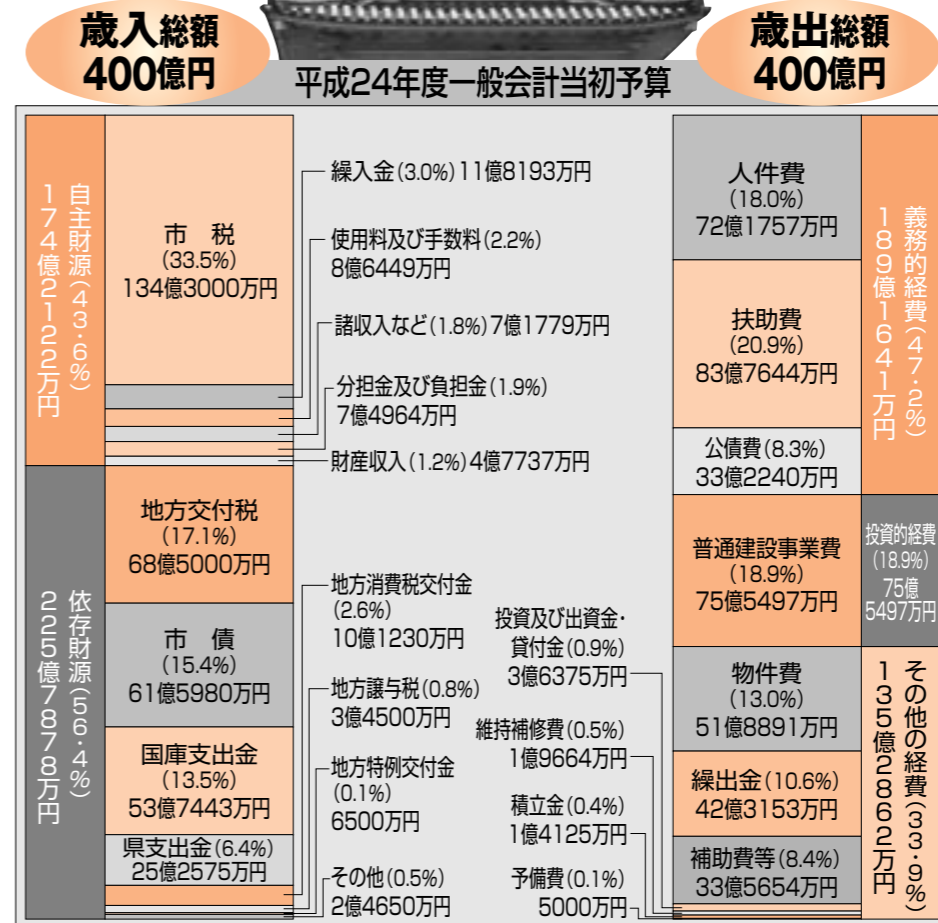 歳入総額
400億円
平成24年度一般会計当初予算
歳出総額
400億円
自主財源(43・6%)
174億2122万円
市　税
(33.5%)
134億3000万円
繰入金(3.0%)11億8193万円
使用料及び手数料(2.2%)
8億6449万円
諸収入など(1.8%)7億1779万円
分担金及び負担金(1.9%)
7億4964万円
財産収入(1.2%)4億7737万円
依存財源(56・4%)
225億7878万円
地方交付税
(17.1%)
68億5000万円
市　債
(15.4%)
61億5980万円
国庫支出金
(13.5%)
53億7443万円
県支出金(6.4%)
25億2575万円
地方消費税交付金
(2.6%)
10億1230万円
地方譲与税(0.8%)
3億4500万円
地方特例交付金
(0.1%)
6500万円
その他(0.5%)
2億4650万円
人件費
(18.0%)
72億1757万円
扶助費
(20.9%)
83億7644万円
公債費(8.3%)
33億2240万円
義務的経費(47・2%)
189億1641万円
普通建設事業費
(18.9%)
75億5497万円
投資的経費
(18.9%)
75億
5497万円
物件費
(13.0%)
51億8891万円
繰出金(10.6%)
42億3153万円
補助費等(8.4%)
33億5654万円
投資及び出資金・
貸付金(0.9%)
3億6375万円
維持補修費(0.5%)
1億9664万円
積立金(0.4%)
1億4125万円
予備費(0.1%)
5000万円
その他の経費(33・9%)
135億2862万円